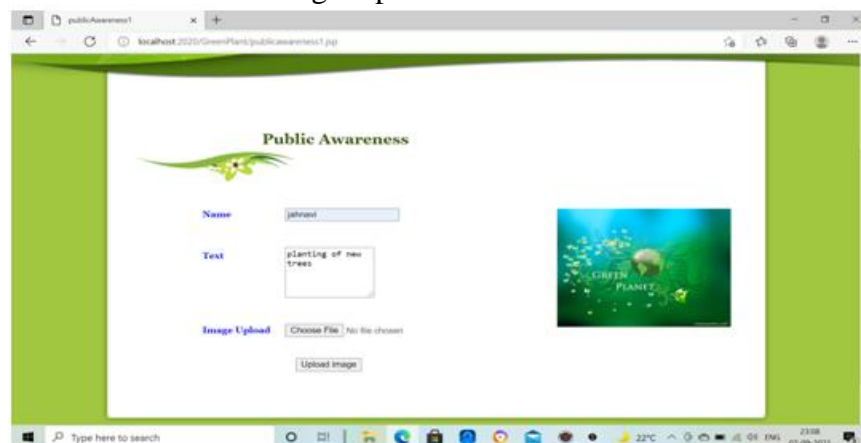 publicAwareness1
localhost:2020/GreenPlant/publicawareness1.jsp
Public Awareness
Name
jahnavi
Text
planting of new
trees
GREEN
PLANET
Image Upload
Choose File No file chosen
Upload image
Type here to search
22°C
ENG
23:08